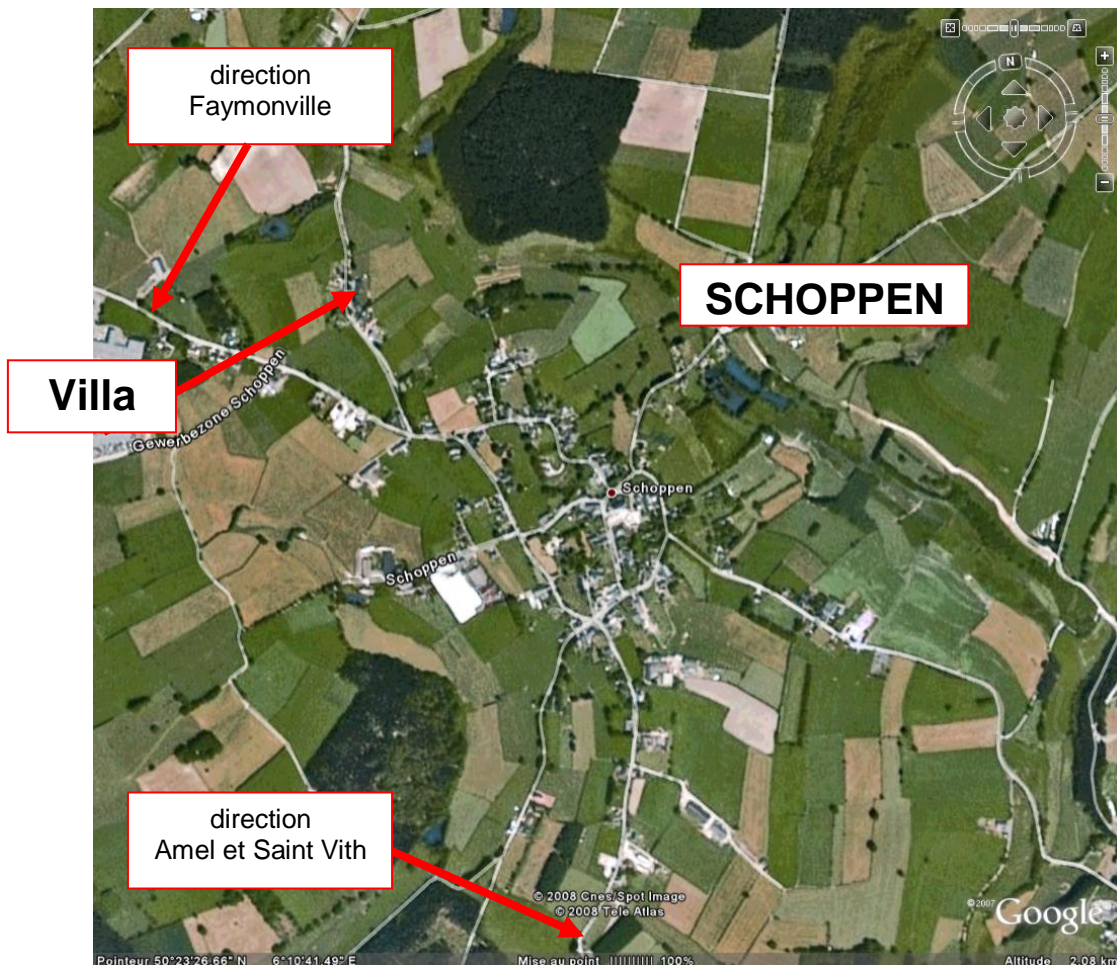 direction
Faymonville
N
SCHOPPEN
Villa
Gewerbezone Schoppen
Schoppen
Schoppen
direction
Amel et Saint Vith
© 2008 Cnes/Spot Image
© 2008 Tele Atlas
©2007 Google
Pointeur 50°23'26.66" N 6°10'41.49" E Mise au point |||||||||| 100% Altitude 2.08 km